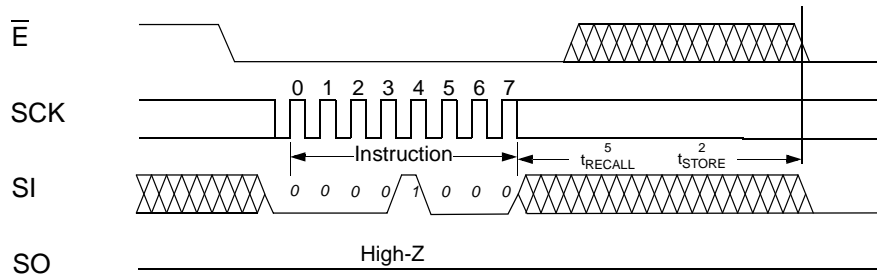 E
0 1 2 3 4 5 6 7
SCK
Instruction
5 2
tRECALL tSTORE
SI
0 0 0 0 1 0 0 0
High-Z
SO